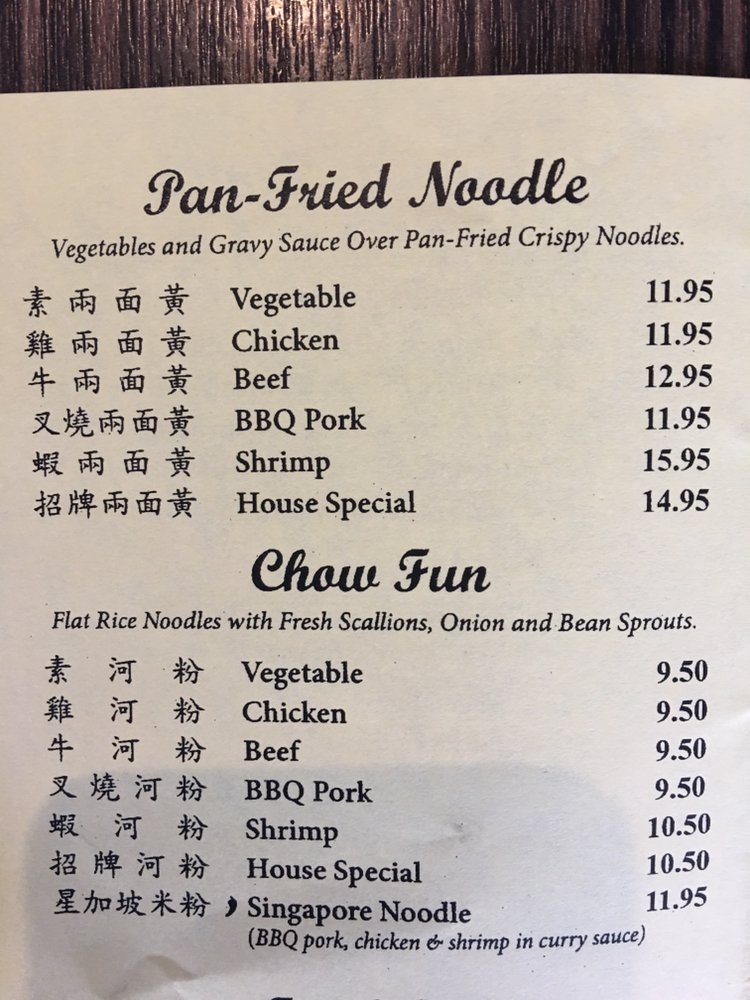 Pan-Fried Noodle
Vegetables and Gravy Sauce Over Pan-Fried Crispy Noodles.
素兩面黃 Vegetable 11.95
雞兩面黃 Chicken 11.95
牛兩面黃 Beef 12.95
叉燒兩面黃 BBQ Pork 11.95
蝦兩面黃 Shrimp 15.95
招牌兩面黃 House Special 14.95
Chow Fun
Flat Rice Noodles with Fresh Scallions, Onion and Bean Sprouts.
素河粉 Vegetable 9.50
雞河粉 Chicken 9.50
牛河粉 Beef 9.50
叉燒河粉 BBQ Pork 9.50
蝦河粉 Shrimp 10.50
招牌河粉 House Special 10.50
星加坡米粉 Singapore Noodle 11.95
(BBQ pork, chicken & shrimp in curry sauce)